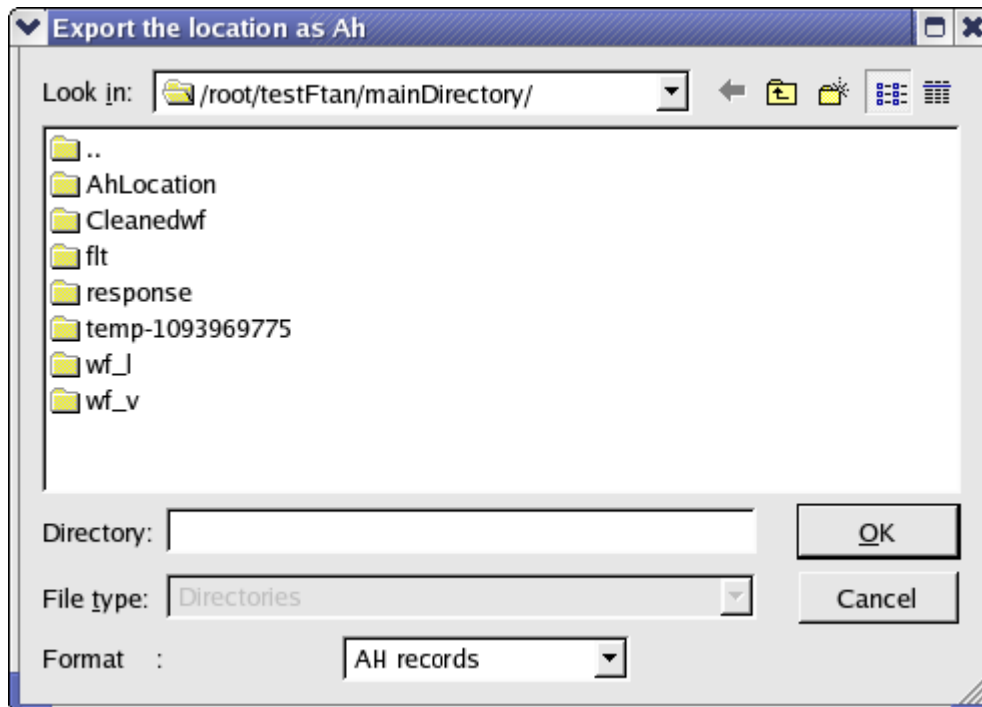 Export the location as Ah
Look in: /root/testFtan/mainDirectory/
..
AhLocation
Cleanedwf
flt
response
temp-1093969775
wf_l
wf_v
Directory: OK
File type: Directories Cancel
Format : AH records